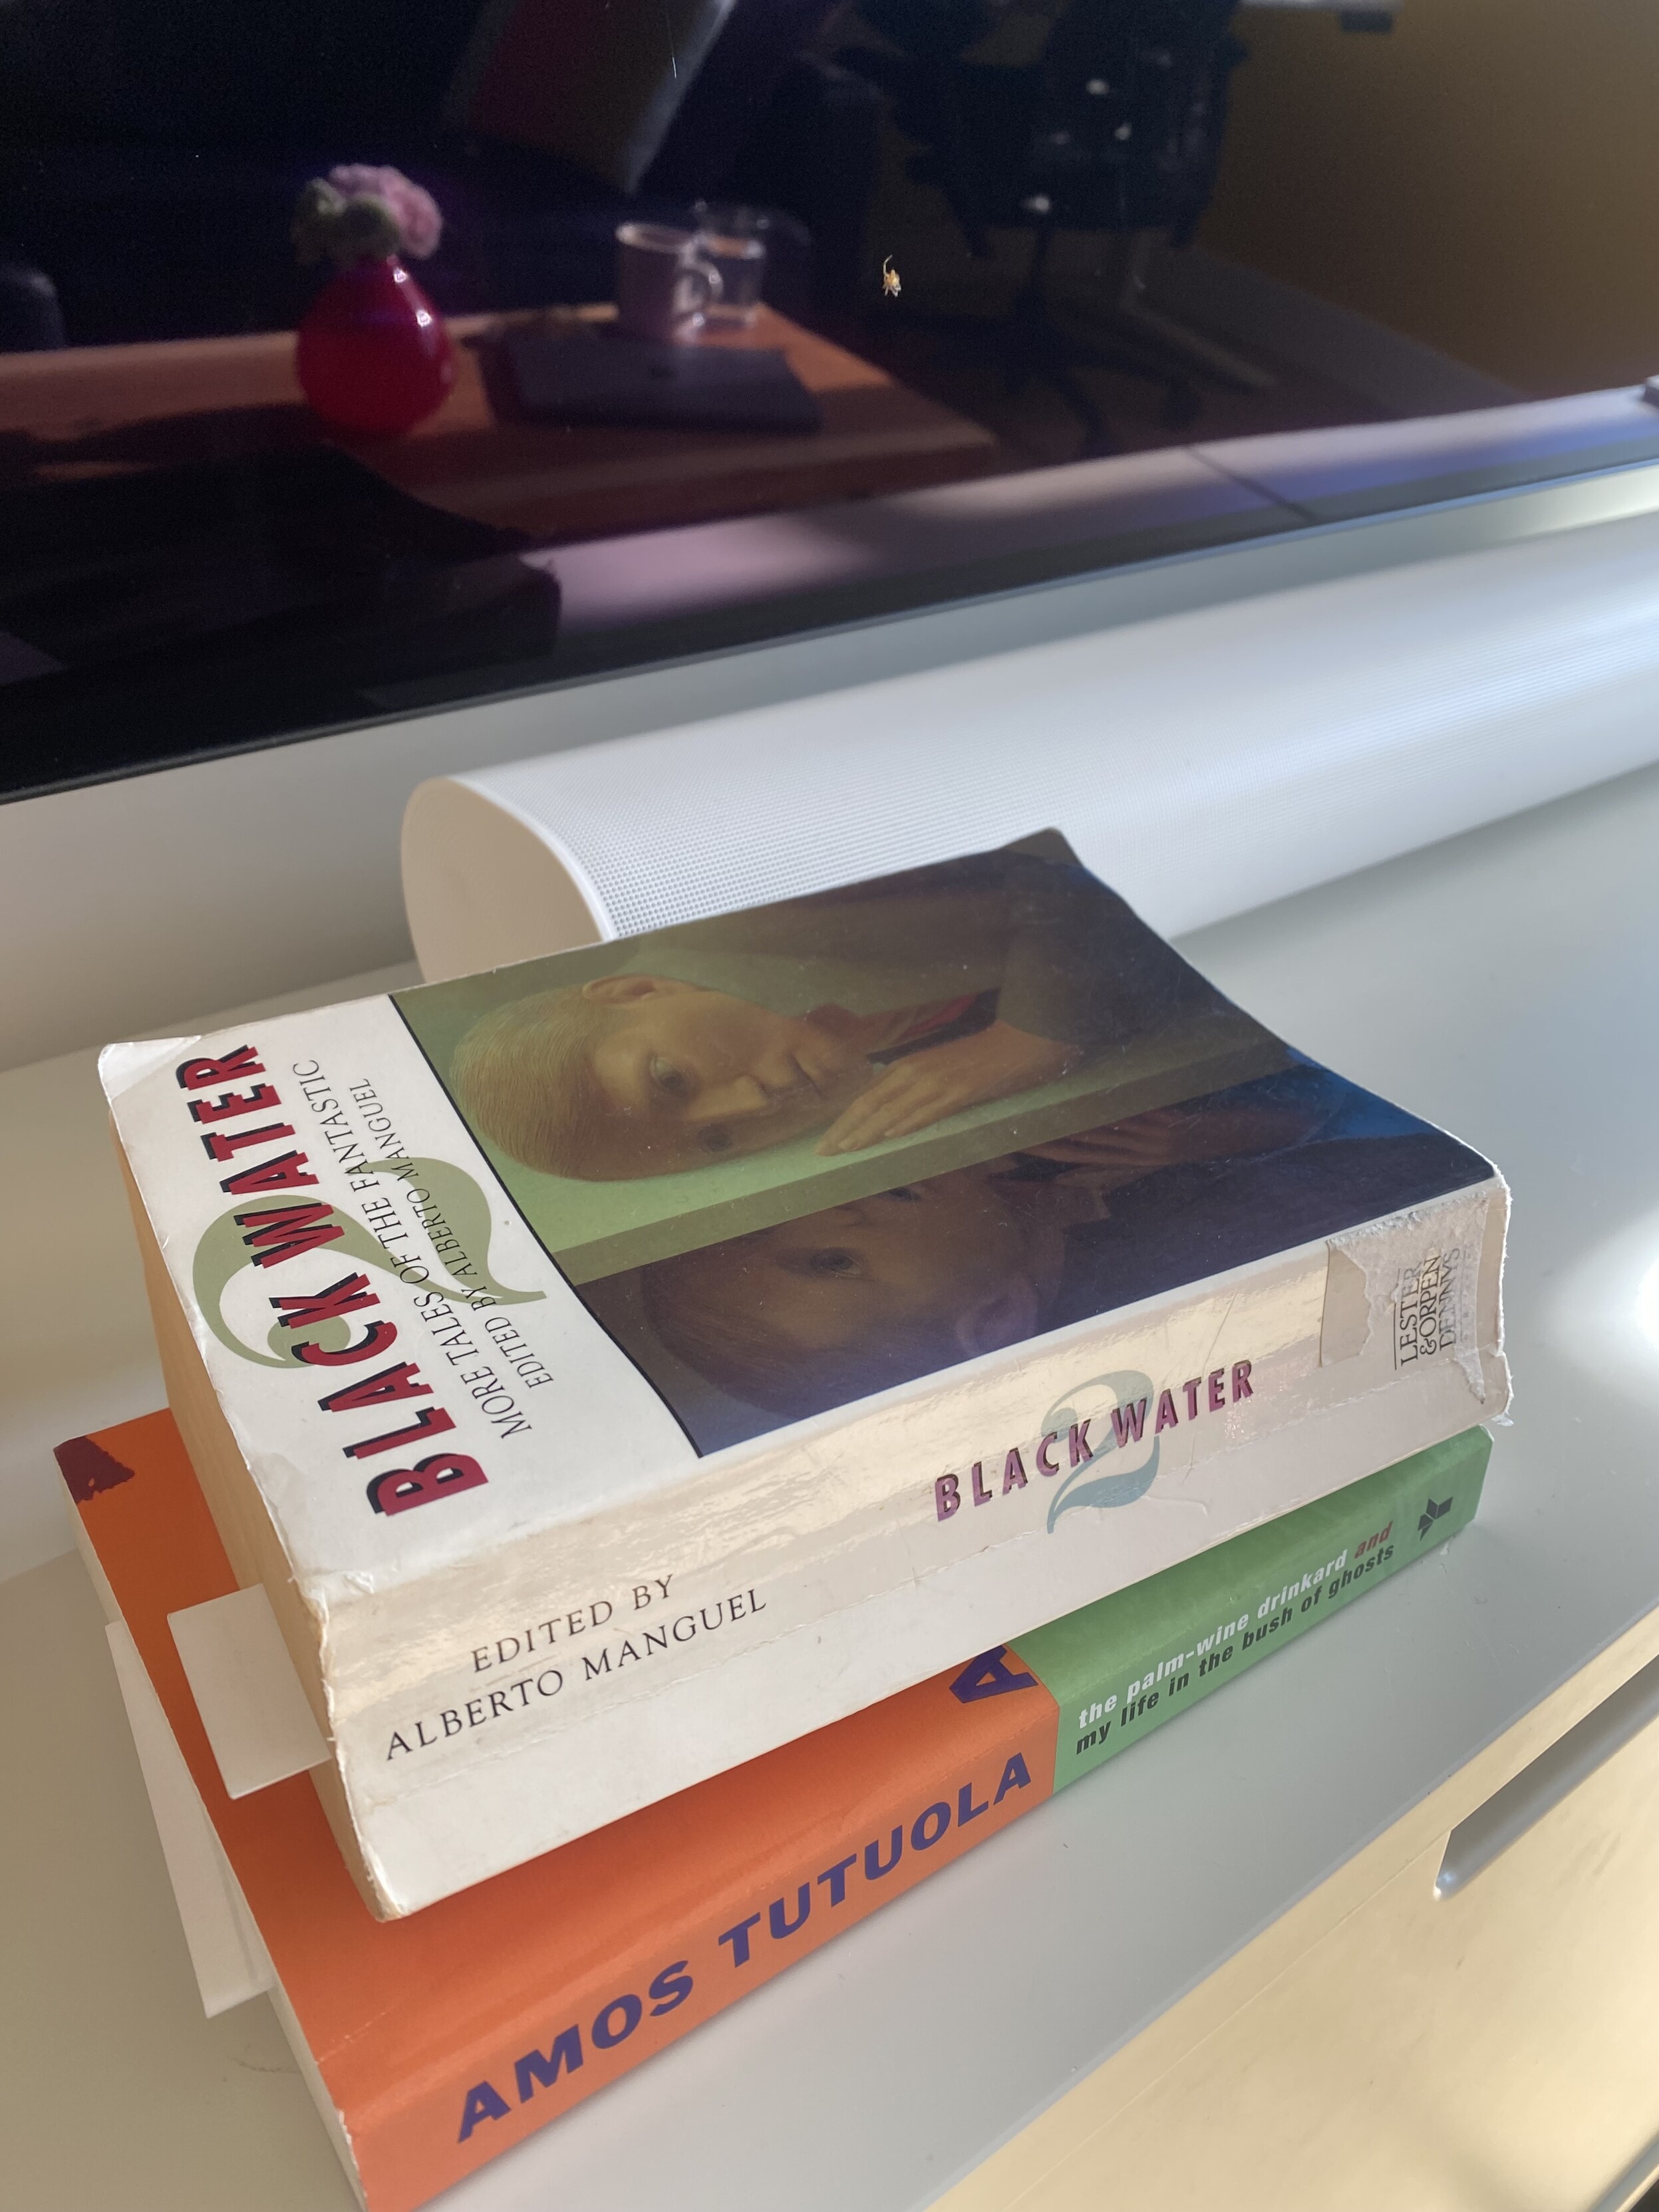 BLACK WATER
2
MORE TALES OF THE FANTASTIC
EDITED BY ALBERTO MANGUEL
EDITED BY
ALBERTO MANGUEL
BLACK WATER
2
LESTER
&ORPEN
DENNYS
A
AMOS TUTUOLA
the palm-wine drinkard and
my life in the bush of ghosts